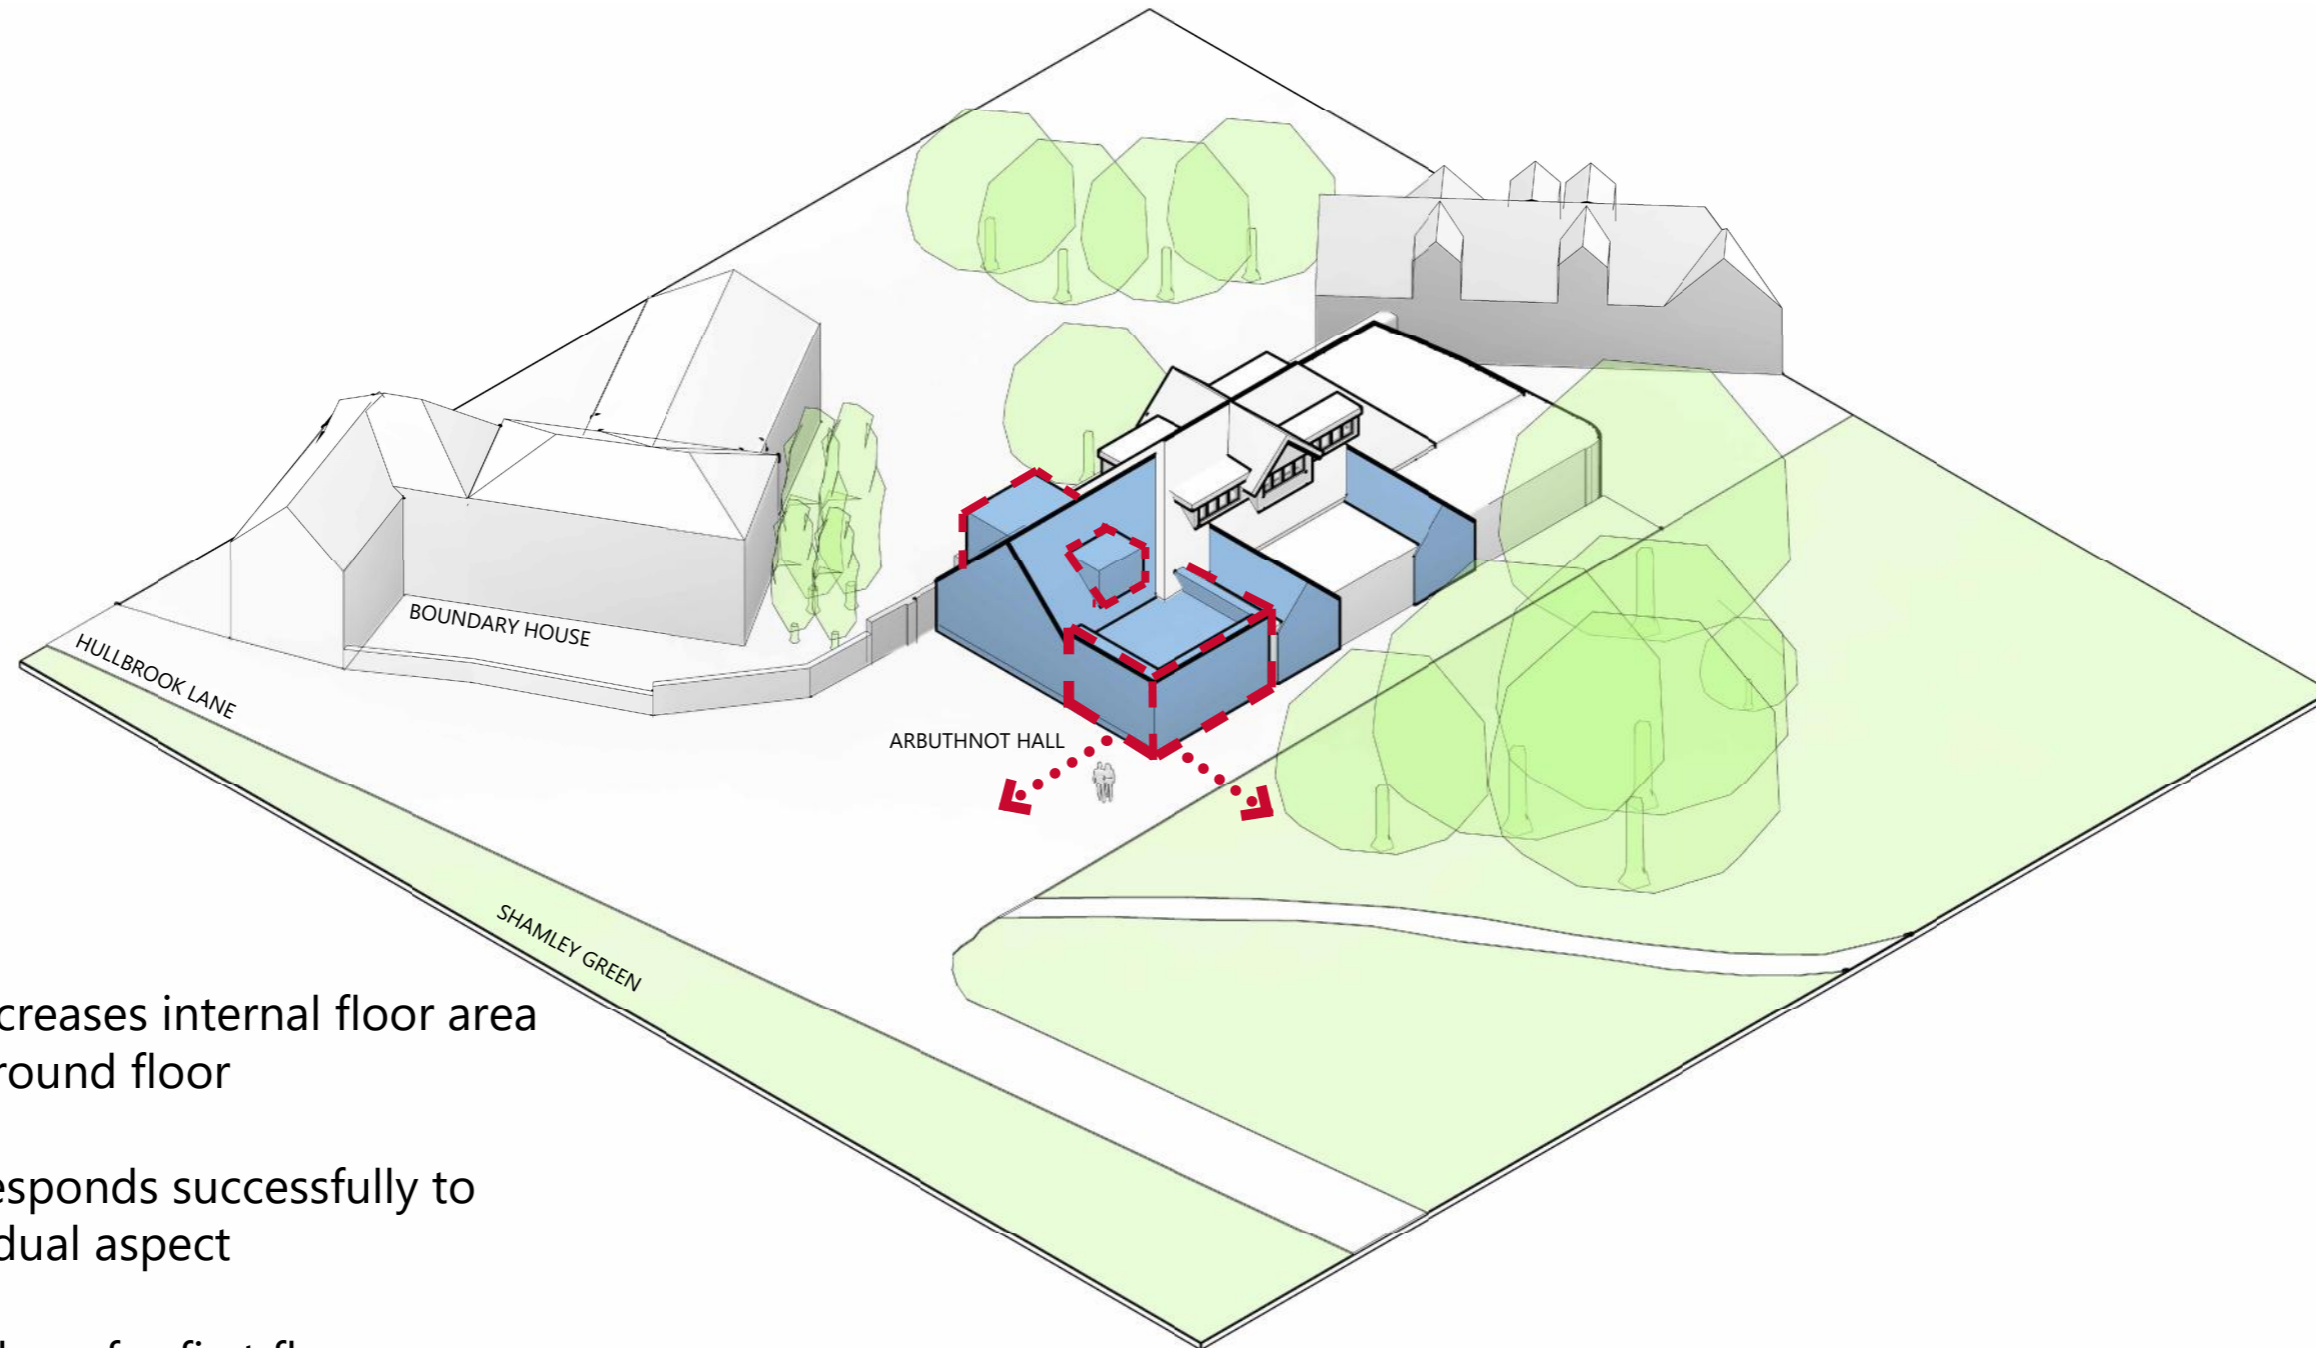 BOUNDARY HOUSE
HULLBROOK LANE
ARBUTHNOT HALL
SHAMLEY GREEN
creases internal floor area
round floor
esponds successfully to
dual aspect